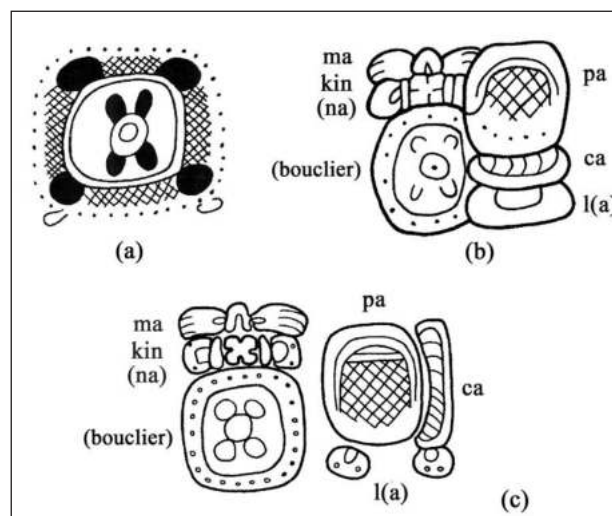 ma
kin
(na)
pa
(bouclier)
ca
l(a)
(a)
(b)
pa
ma
kin
(na)
(bouclier)
ca
l(a)
(c)